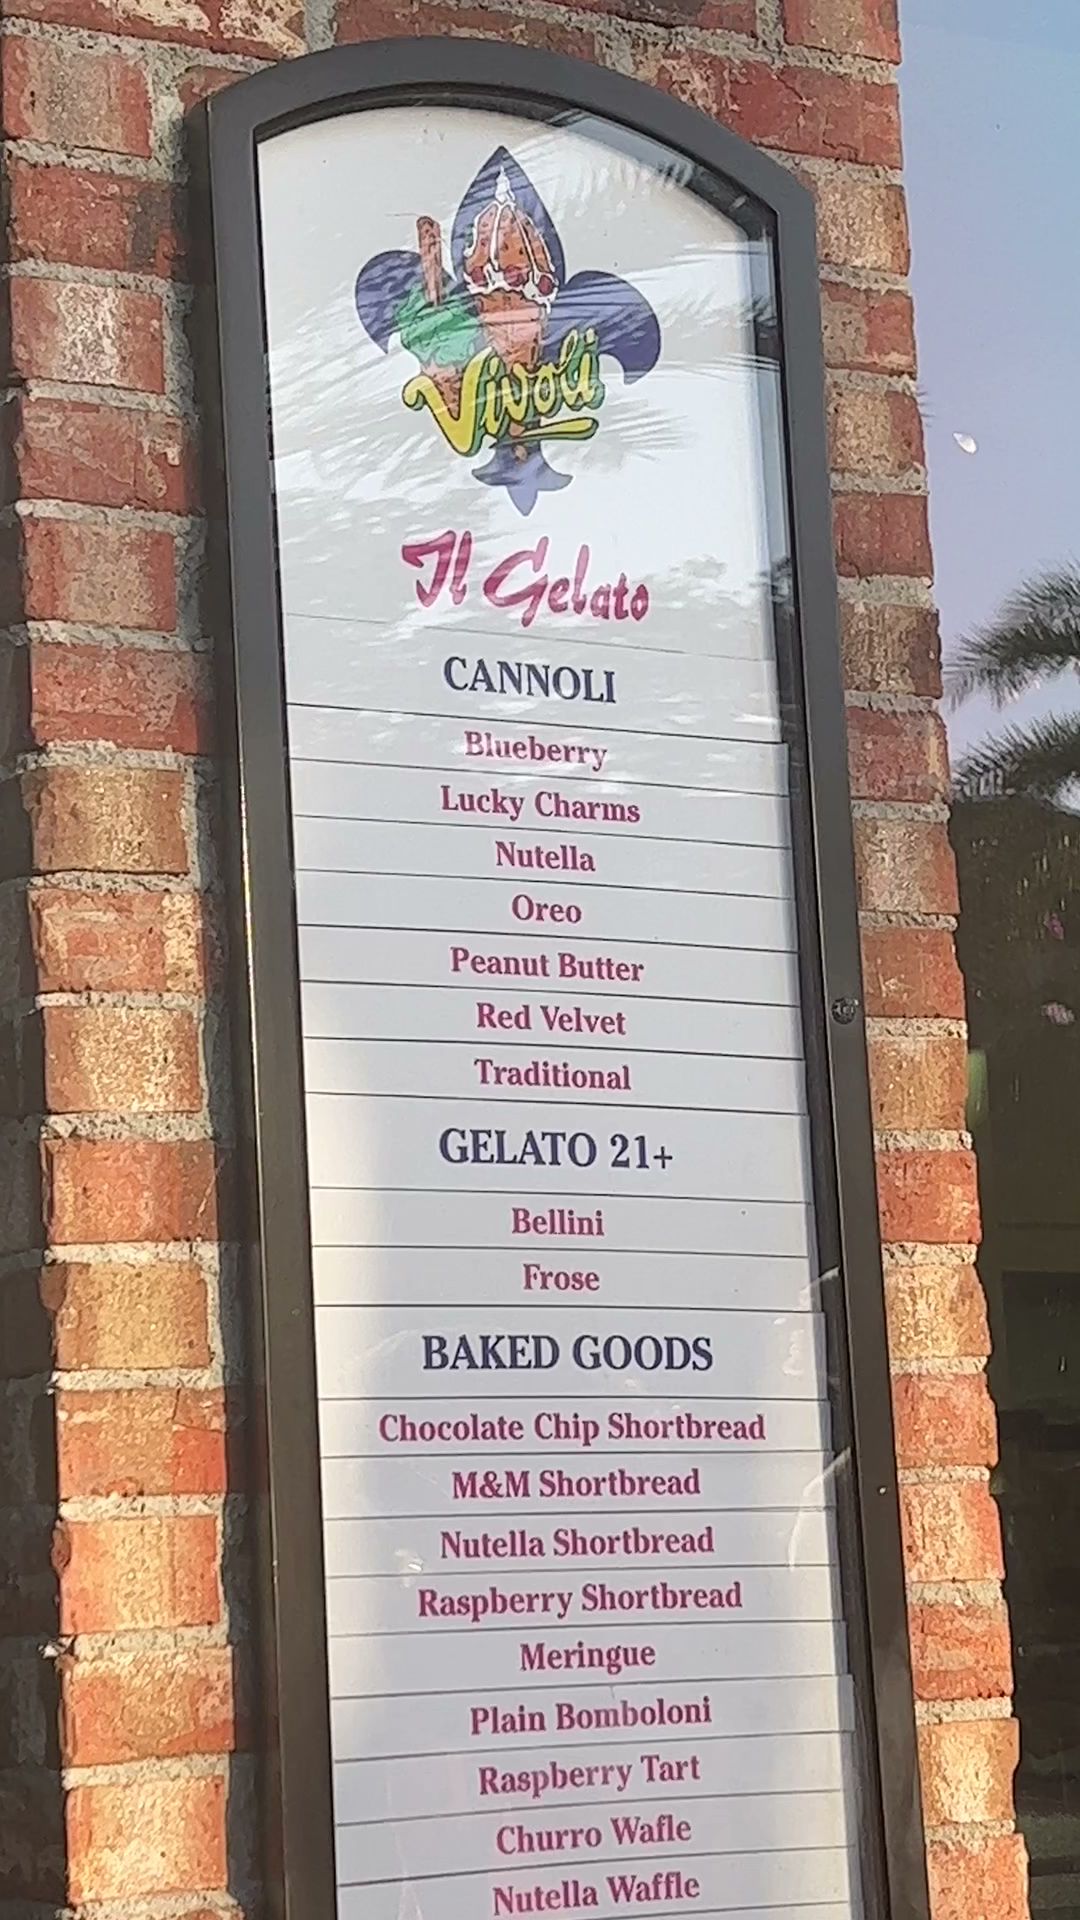 Vivoli
Il Gelato
CANNOLI
Blueberry
Lucky Charms
Nutella
Oreo
Peanut Butter
Red Velvet
Traditional
GELATO 21+
Bellini
Frose
BAKED GOODS
Chocolate Chip Shortbread
M&M Shortbread
Nutella Shortbread
Raspberry Shortbread
Meringue
Plain Bomboloni
Raspberry Tart
Churro Wafle
Nutella Waffle